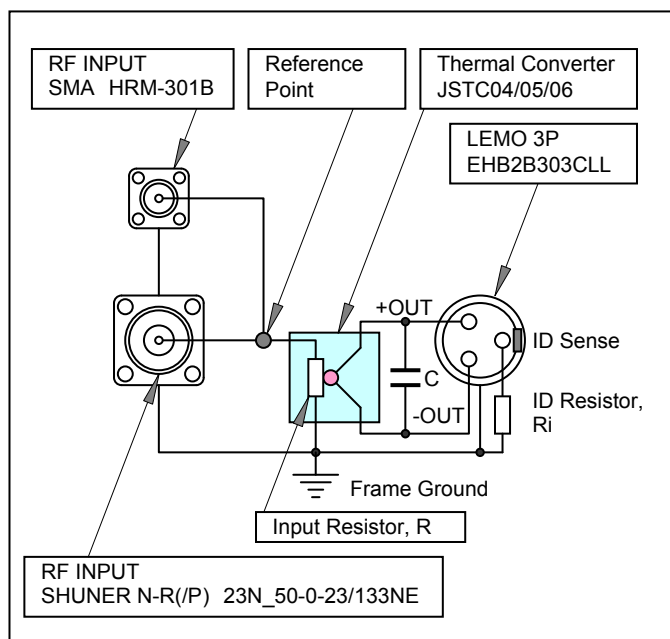 RF INPUT
SMA HRM-301B
Reference
Point
Thermal Converter
JSTC04/05/06
LEMO 3P
EHB2B303CLL
+OUT
ID Sense
C
-OUT
ID Resistor,
Ri
Frame Ground
Input Resistor, R
RF INPUT
SHUNER N-R(/P) 23N_50-0-23/133NE